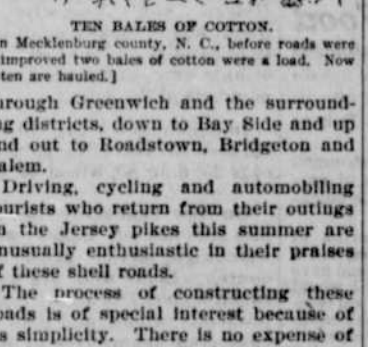 TEN BALES OF COTTON.
n Mecklenburg county, N. C., before roads were
improved two bales of cotton were a load. Now
ten are hauled.]
rough Greenwich and the surround-
g districts, down to Bay Side and up
nd out to Roadstown, Bridgeton and
alem.
Driving, cycling and automobiling
ourists who return from their outings
n the Jersey pikes this summer are
nusually enthusiastic in their praises
f these shell roads.
The process of constructing these
oads is of special interest because of
s simplicity. There is no expense of